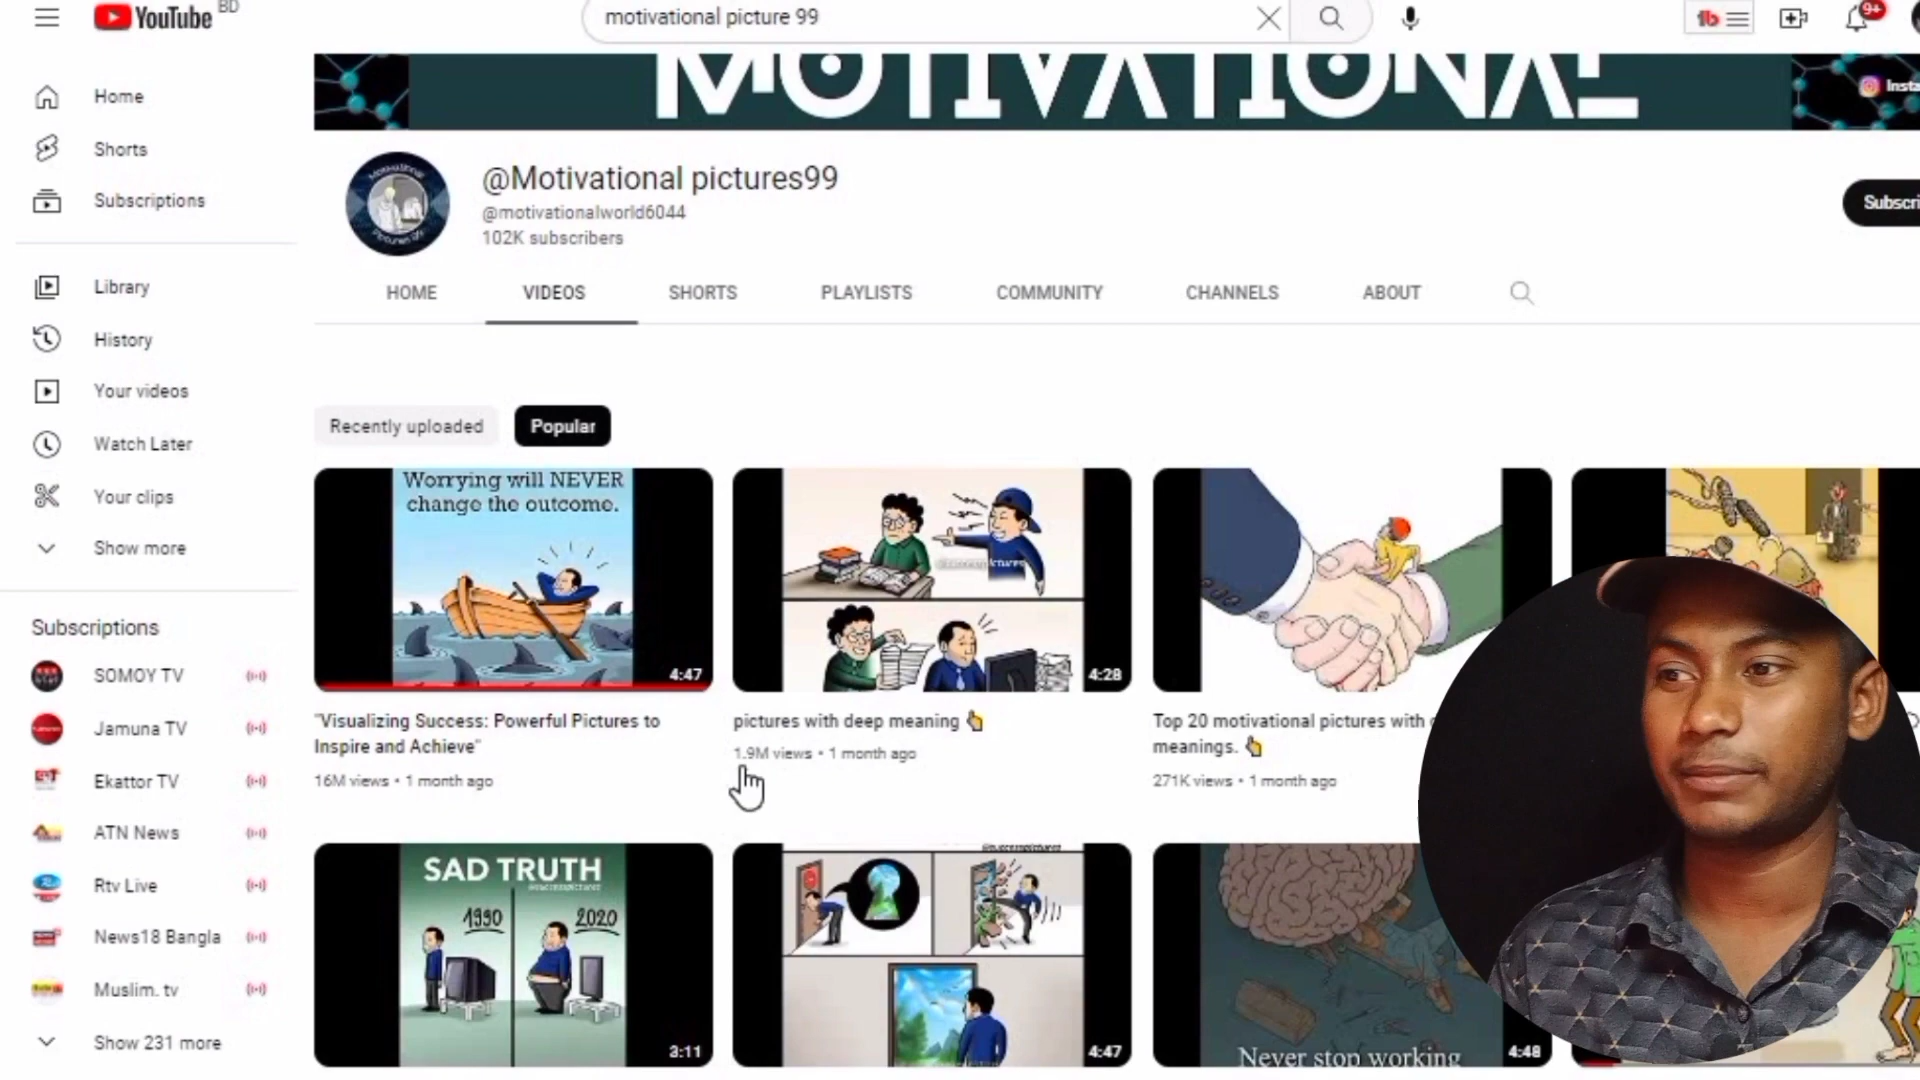 YouTube BD
motivational picture 99
9+
MOTIVATIONAL
Home
Shorts
Subscriptions
Library
History
Your videos
Watch Later
Your clips
Show more
Subscriptions
SOMOY TV
Jamuna TV
Ekattor TV
ATN News
Rtv Live
News18 Bangla
Muslim. tv
Show 231 more
@Motivational pictures99
@motivationalworld6044
102K subscribers
HOME VIDEOS SHORTS PLAYLISTS COMMUNITY CHANNELS ABOUT
Recently uploaded Popular
Worrying will NEVER
change the outcome.
4:47
4:28
"Visualizing Success: Powerful Pictures to
Inspire and Achieve"
16M views • 1 month ago
pictures with deep meaning 👆
1.9M views • 1 month ago
Top 20 motivational pictures with
meanings. 👆
271K views • 1 month ago
SAD TRUTH
1990 2020
3:11
4:47
Never stop working
4:48